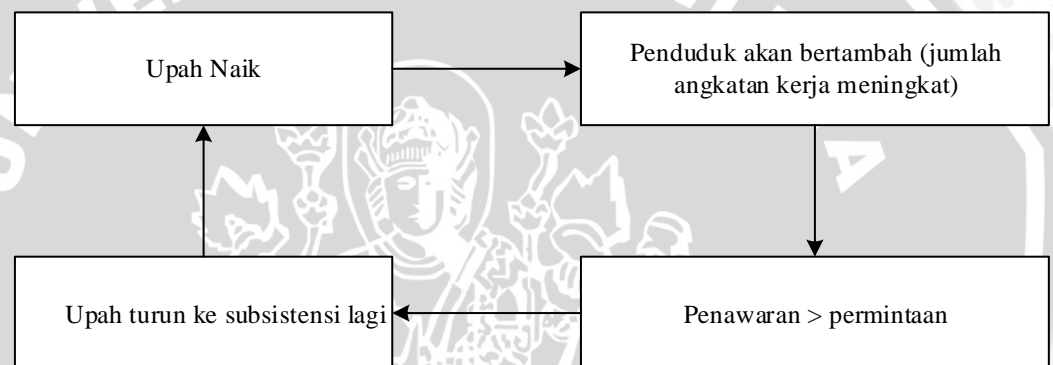 Upah Naik
Penduduk akan bertambah (jumlah
angkatan kerja meningkat)
Upah turun ke subsistensi lagi
Penawaran > permintaan